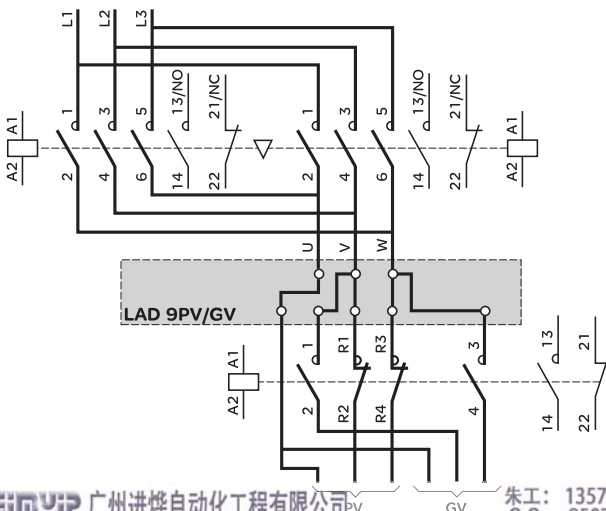 L1 L2 L3
A1 1 3 5 13/NO 21/NC 1 3 5 13/NO 21/NC A1
A2 2 4 6 14 22 2 4 6 14 22 A2
U V W
LAD 9PV/GV
A1 1 R1 R3 3 13 21
A2 2 R2 R4 4 14 22
PV GV
广州进烨自动化工程有限公司 朱工: 1357